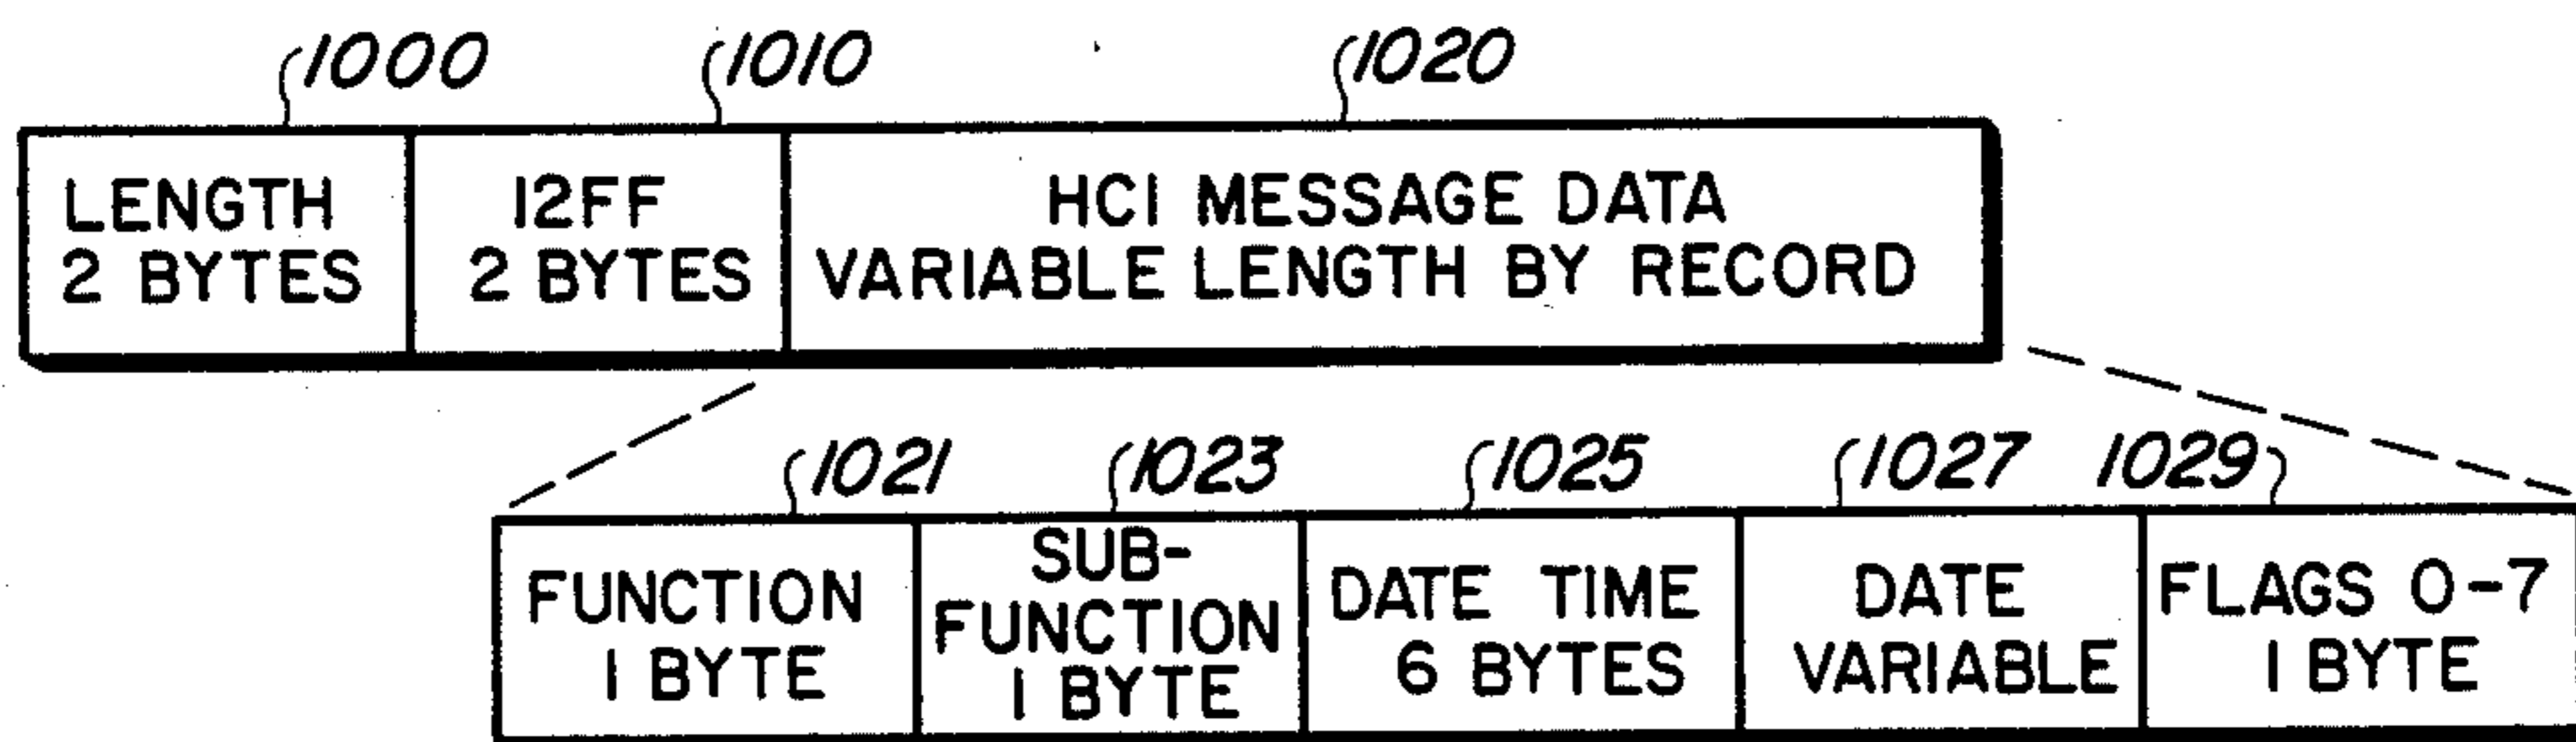 1000 1010 1020
LENGTH
2 BYTES
12FF
2 BYTES
HCI MESSAGE DATA
VARIABLE LENGTH BY RECORD
1021 1023 1025 1027 1029
FUNCTION
1 BYTE
SUB-
FUNCTION
1 BYTE
DATE TIME
6 BYTES
DATE
VARIABLE
FLAGS 0-7
1 BYTE